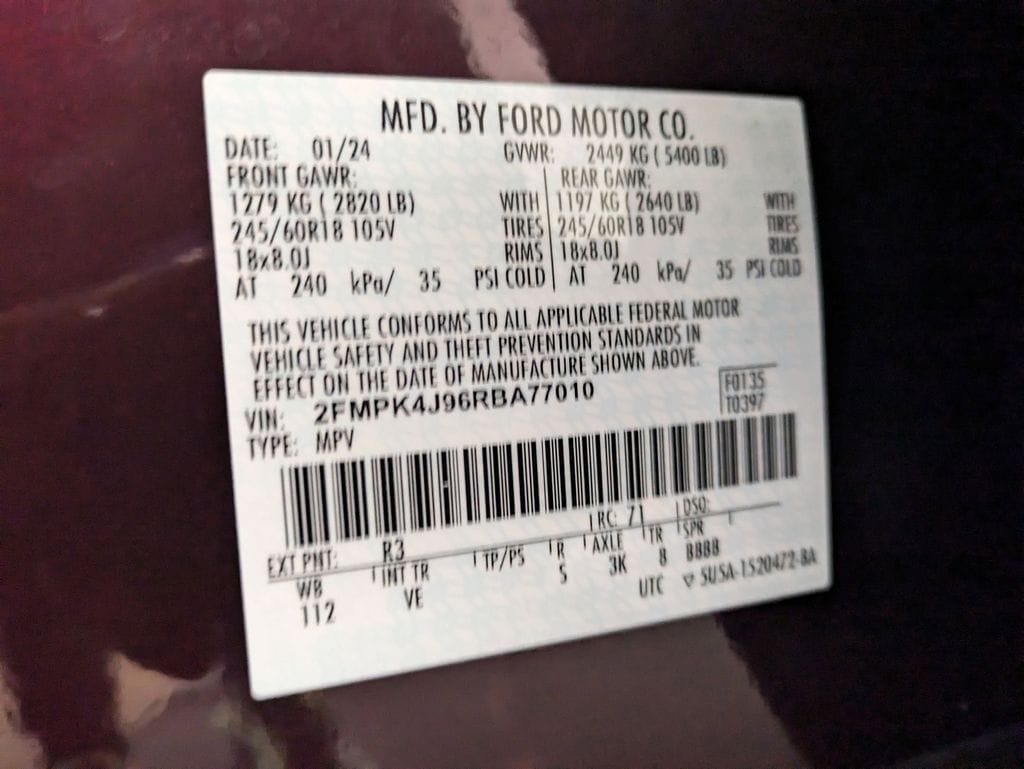 MFD. BY FORD MOTOR CO.
DATE: 01/24 GVWR: 2449 KG ( 5400 LB)
FRONT GAWR: REAR GAWR:
1279 KG ( 2820 LB) WITH 1197 KG ( 2640 LB) WITH
245/60R18 105V TIRES 245/60R18 105V TIRES
18x8.0J RIMS 18x8.0J RIMS
AT 240 kPa/ 35 PSI COLD AT 240 kPa/ 35 PSI COLD
THIS VEHICLE CONFORMS TO ALL APPLICABLE FEDERAL MOTOR
VEHICLE SAFETY AND THEFT PREVENTION STANDARDS IN
EFFECT ON THE DATE OF MANUFACTURE SHOWN ABOVE.
VIN: 2FMPK4J96RBA77010 F0135
TYPE: MPV T0397
EXT PNT: R3 RC: 71 DSO:
WB INT TR TP/PS R AXLE TR SPR
112 VE S 3K 8 BBBB
UTC ▽ 5U5A-1520472-BA